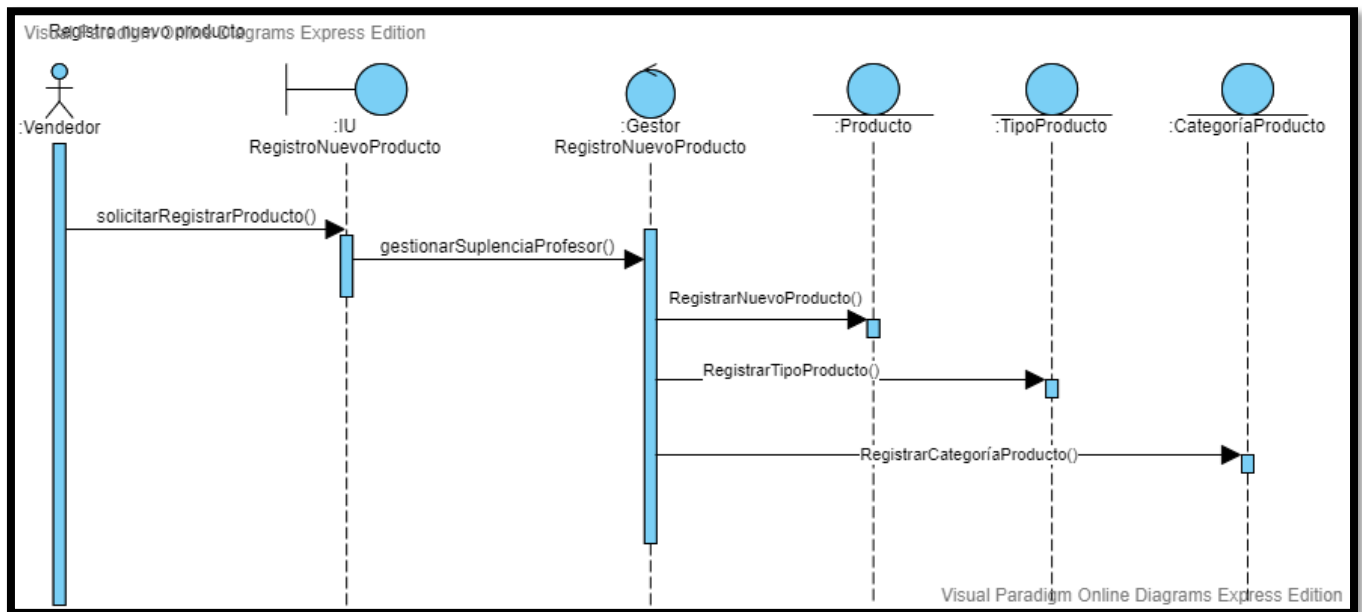 Visual Paradigm Online Diagrams Express Edition
Registro nuevo producto
:Vendedor
:IU
RegistroNuevoProducto
:Gestor
RegistroNuevoProducto
:Producto
:TipoProducto
:CategoríaProducto
solicitarRegistrarProducto()
gestionarSuplenciaProfesor()
RegistrarNuevoProducto()
RegistrarTipoProducto()
RegistrarCategoríaProducto()
Visual Paradigm Online Diagrams Express Edition